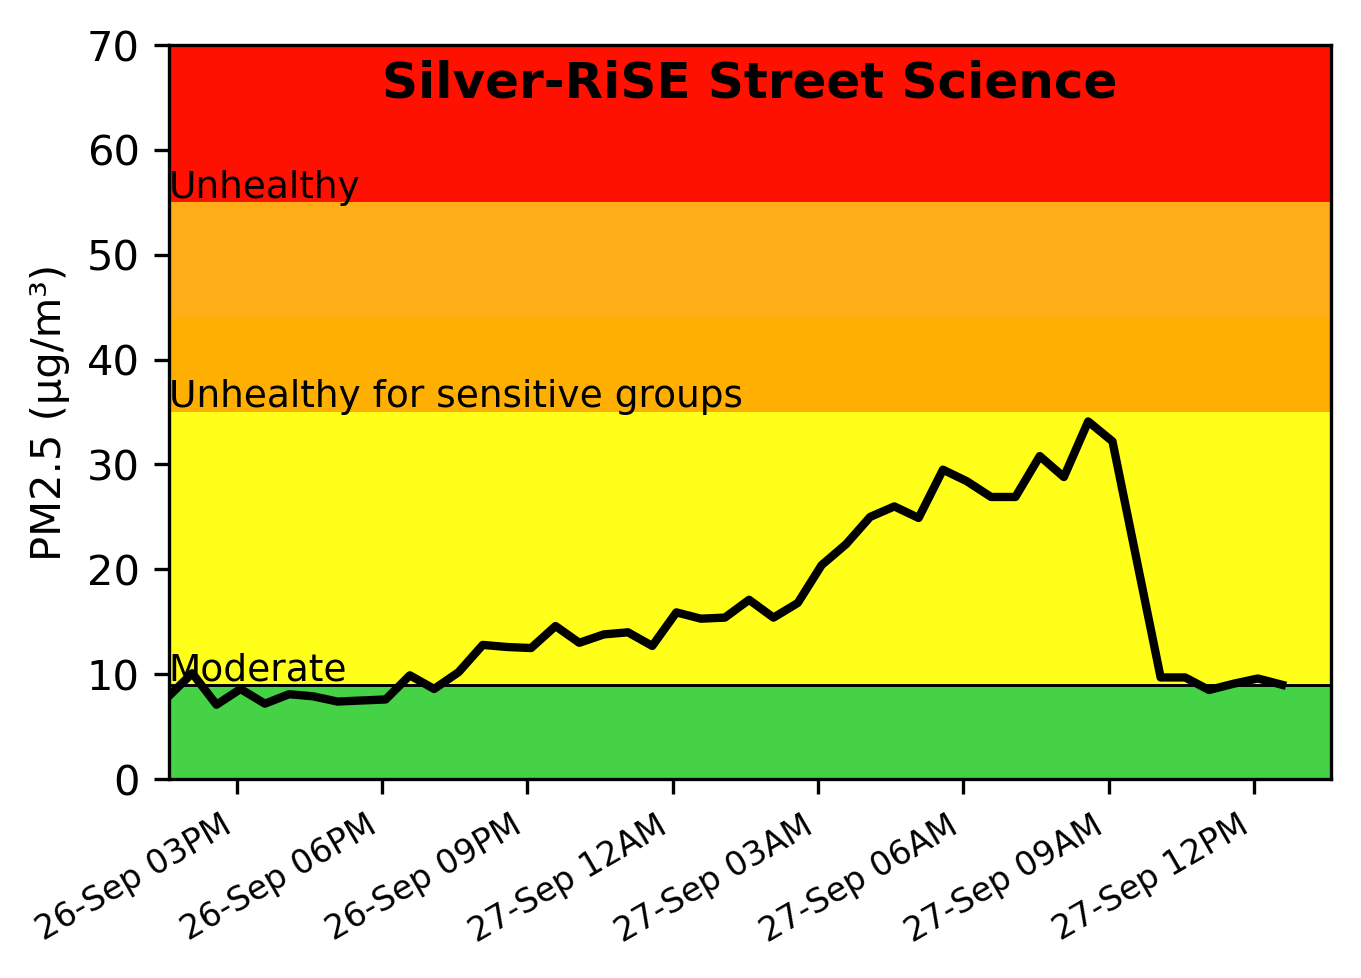 Silver-RiSE Street Science
PM2.5 (µg/m³)
70
60
50
40
30
20
10
0
Unhealthy
Unhealthy for sensitive groups
Moderate
26-Sep 03PM
26-Sep 06PM
26-Sep 09PM
27-Sep 12AM
27-Sep 03AM
27-Sep 06AM
27-Sep 09AM
27-Sep 12PM